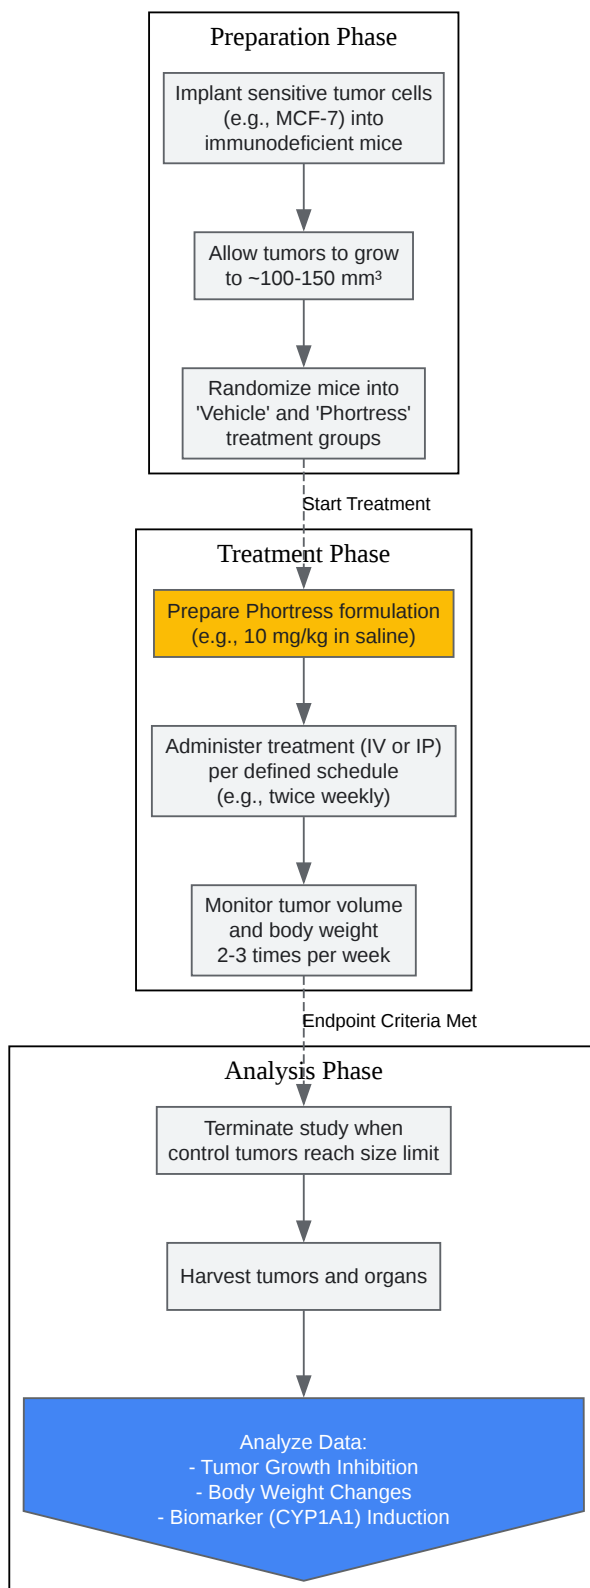 Preparation Phase
Implant sensitive tumor cells
(e.g., MCF-7) into
immunodeficient mice
Allow tumors to grow
to ~100-150 mm³
Randomize mice into
'Vehicle' and 'Phortress'
treatment groups
Start Treatment
Treatment Phase
Prepare Phortress formulation
(e.g., 10 mg/kg in saline)
Administer treatment (IV or IP)
per defined schedule
(e.g., twice weekly)
Monitor tumor volume
and body weight
2-3 times per week
Endpoint Criteria Met
Analysis Phase
Terminate study when
control tumors reach size limit
Harvest tumors and organs
Analyze Data:
- Tumor Growth Inhibition
- Body Weight Changes
- Biomarker (CYP1A1) Induction